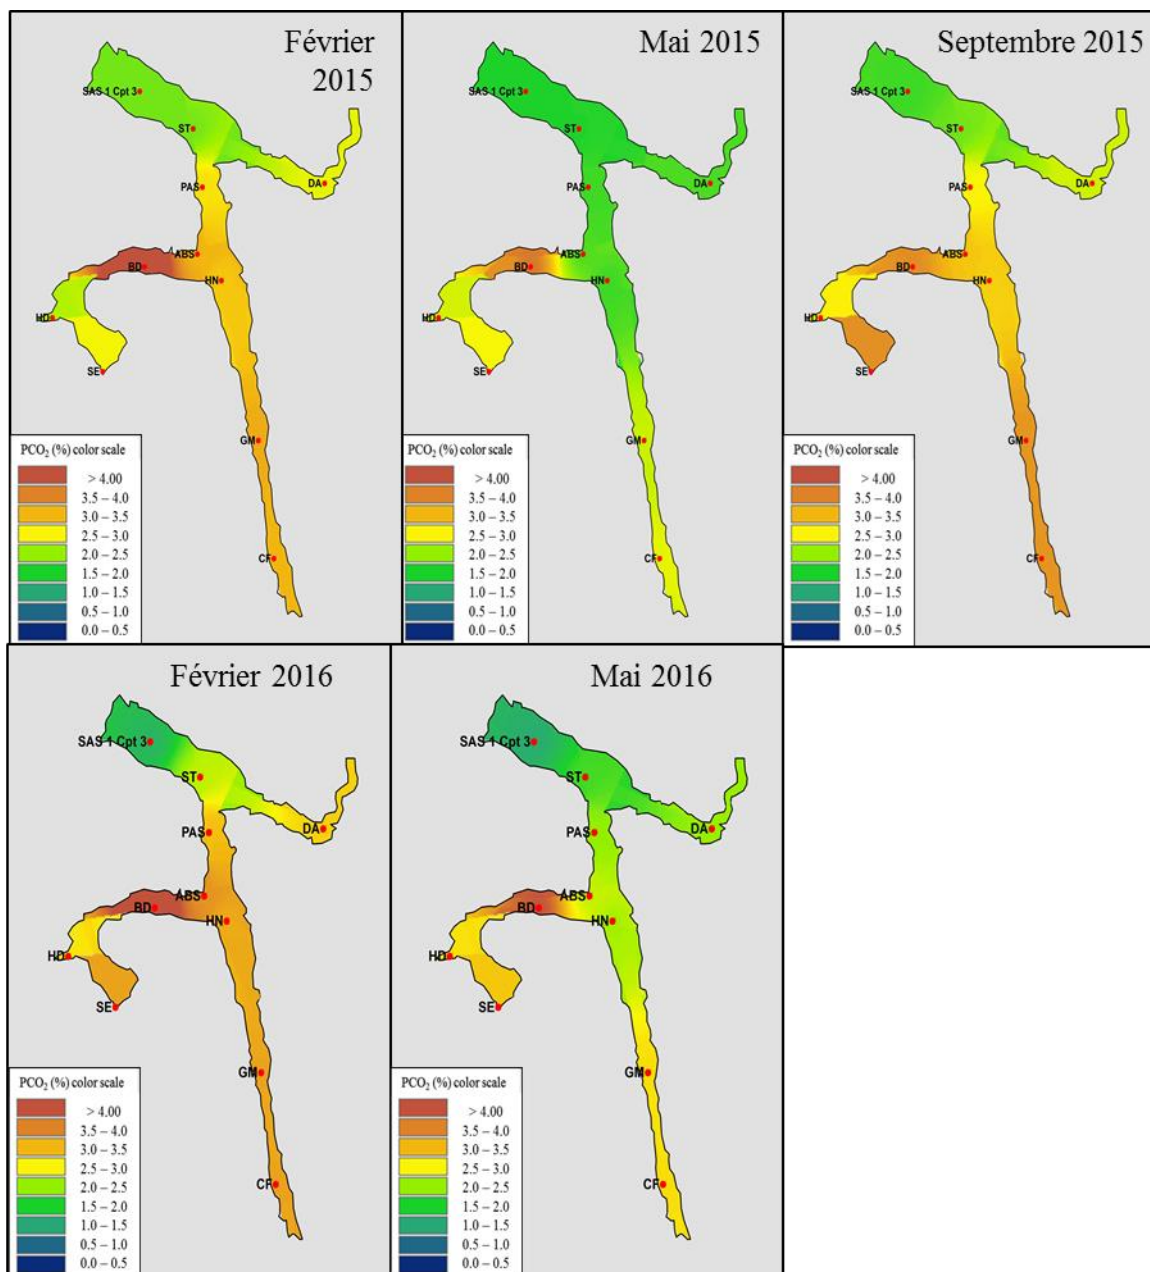 Février
2015
SAS 1 Cpt 3
ST
PAS
DA
ABS
BD
HN
HD
SE
GM
CF
PCO₂ (%) color scale
> 4.00
3.5 – 4.0
3.0 – 3.5
2.5 – 3.0
2.0 – 2.5
1.5 – 2.0
1.0 – 1.5
0.5 – 1.0
0.0 – 0.5
Mai 2015
SAS 1 Cpt 3
ST
PAS
DA
ABS
BD
HN
HD
SE
GM
CF
PCO₂ (%) color scale
> 4.00
3.5 – 4.0
3.0 – 3.5
2.5 – 3.0
2.0 – 2.5
1.5 – 2.0
1.0 – 1.5
0.5 – 1.0
0.0 – 0.5
Septembre 2015
SAS 1 Cpt 3
ST
PAS
DA
ABS
BD
HN
HD
SE
GM
CF
PCO₂ (%) color scale
> 4.00
3.5 – 4.0
3.0 – 3.5
2.5 – 3.0
2.0 – 2.5
1.5 – 2.0
1.0 – 1.5
0.5 – 1.0
0.0 – 0.5
Février 2016
SAS 1 Cpt 3
ST
PAS
DA
ABS
BD
HN
HD
SE
GM
CF
PCO₂ (%) color scale
> 4.00
3.5 – 4.0
3.0 – 3.5
2.5 – 3.0
2.0 – 2.5
1.5 – 2.0
1.0 – 1.5
0.5 – 1.0
0.0 – 0.5
Mai 2016
SAS 1 Cpt 3
ST
PAS
DA
ABS
BD
HN
HD
SE
GM
CF
PCO₂ (%) color scale
> 4.00
3.5 – 4.0
3.0 – 3.5
2.5 – 3.0
2.0 – 2.5
1.5 – 2.0
1.0 – 1.5
0.5 – 1.0
0.0 – 0.5